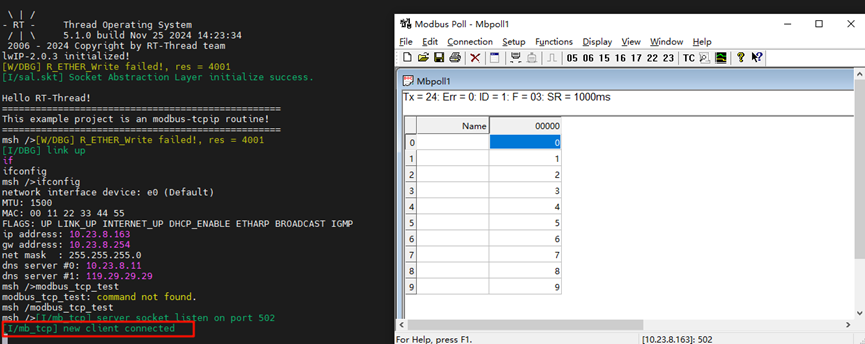 \ | /
- RT -     Thread Operating System
/ | \     5.1.0 build Nov 25 2024 14:23:34
2006 - 2024 Copyright by RT-Thread team
lwIP-2.0.3 initialized!
[W/DBG] R_ETHER_Write failed!, res = 4001
[I/sal.skt] Socket Abstraction Layer initialize success.
Hello RT-Thread!
==================================================
This example project is an modbus-tcpip routine!
==================================================
msh />[W/DBG] R_ETHER_Write failed!, res = 4001
[I/DBG] link up
if
ifconfig
msh />ifconfig
network interface device: e0 (Default)
MTU: 1500
MAC: 00 11 22 33 44 55
FLAGS: UP LINK_UP INTERNET_UP DHCP_ENABLE ETHARP BROADCAST IGMP
ip address: 10.23.8.163
gw address: 10.23.8.254
net mask  : 255.255.255.0
dns server #0: 10.23.8.11
dns server #1: 119.29.29.29
msh />modbus_tcp_test
modbus_tcp_test: command not found.
msh /modbus_tcp_test
msh />[I/mb_tcp] server socket listen on port 502
[I/mb_tcp] new client connected
Modbus Poll - Mbpoll1
File Edit Connection Setup Functions Display View Window Help
05 06 15 16 17 22 23 TC
Mbpoll1
Tx = 24: Err = 0: ID = 1: F = 03: SR = 1000ms
Name 00000
0 0
1 1
2 2
3 3
4 4
5 5
6 6
7 7
8 8
9 9
For Help, press F1. [10.23.8.163]: 502